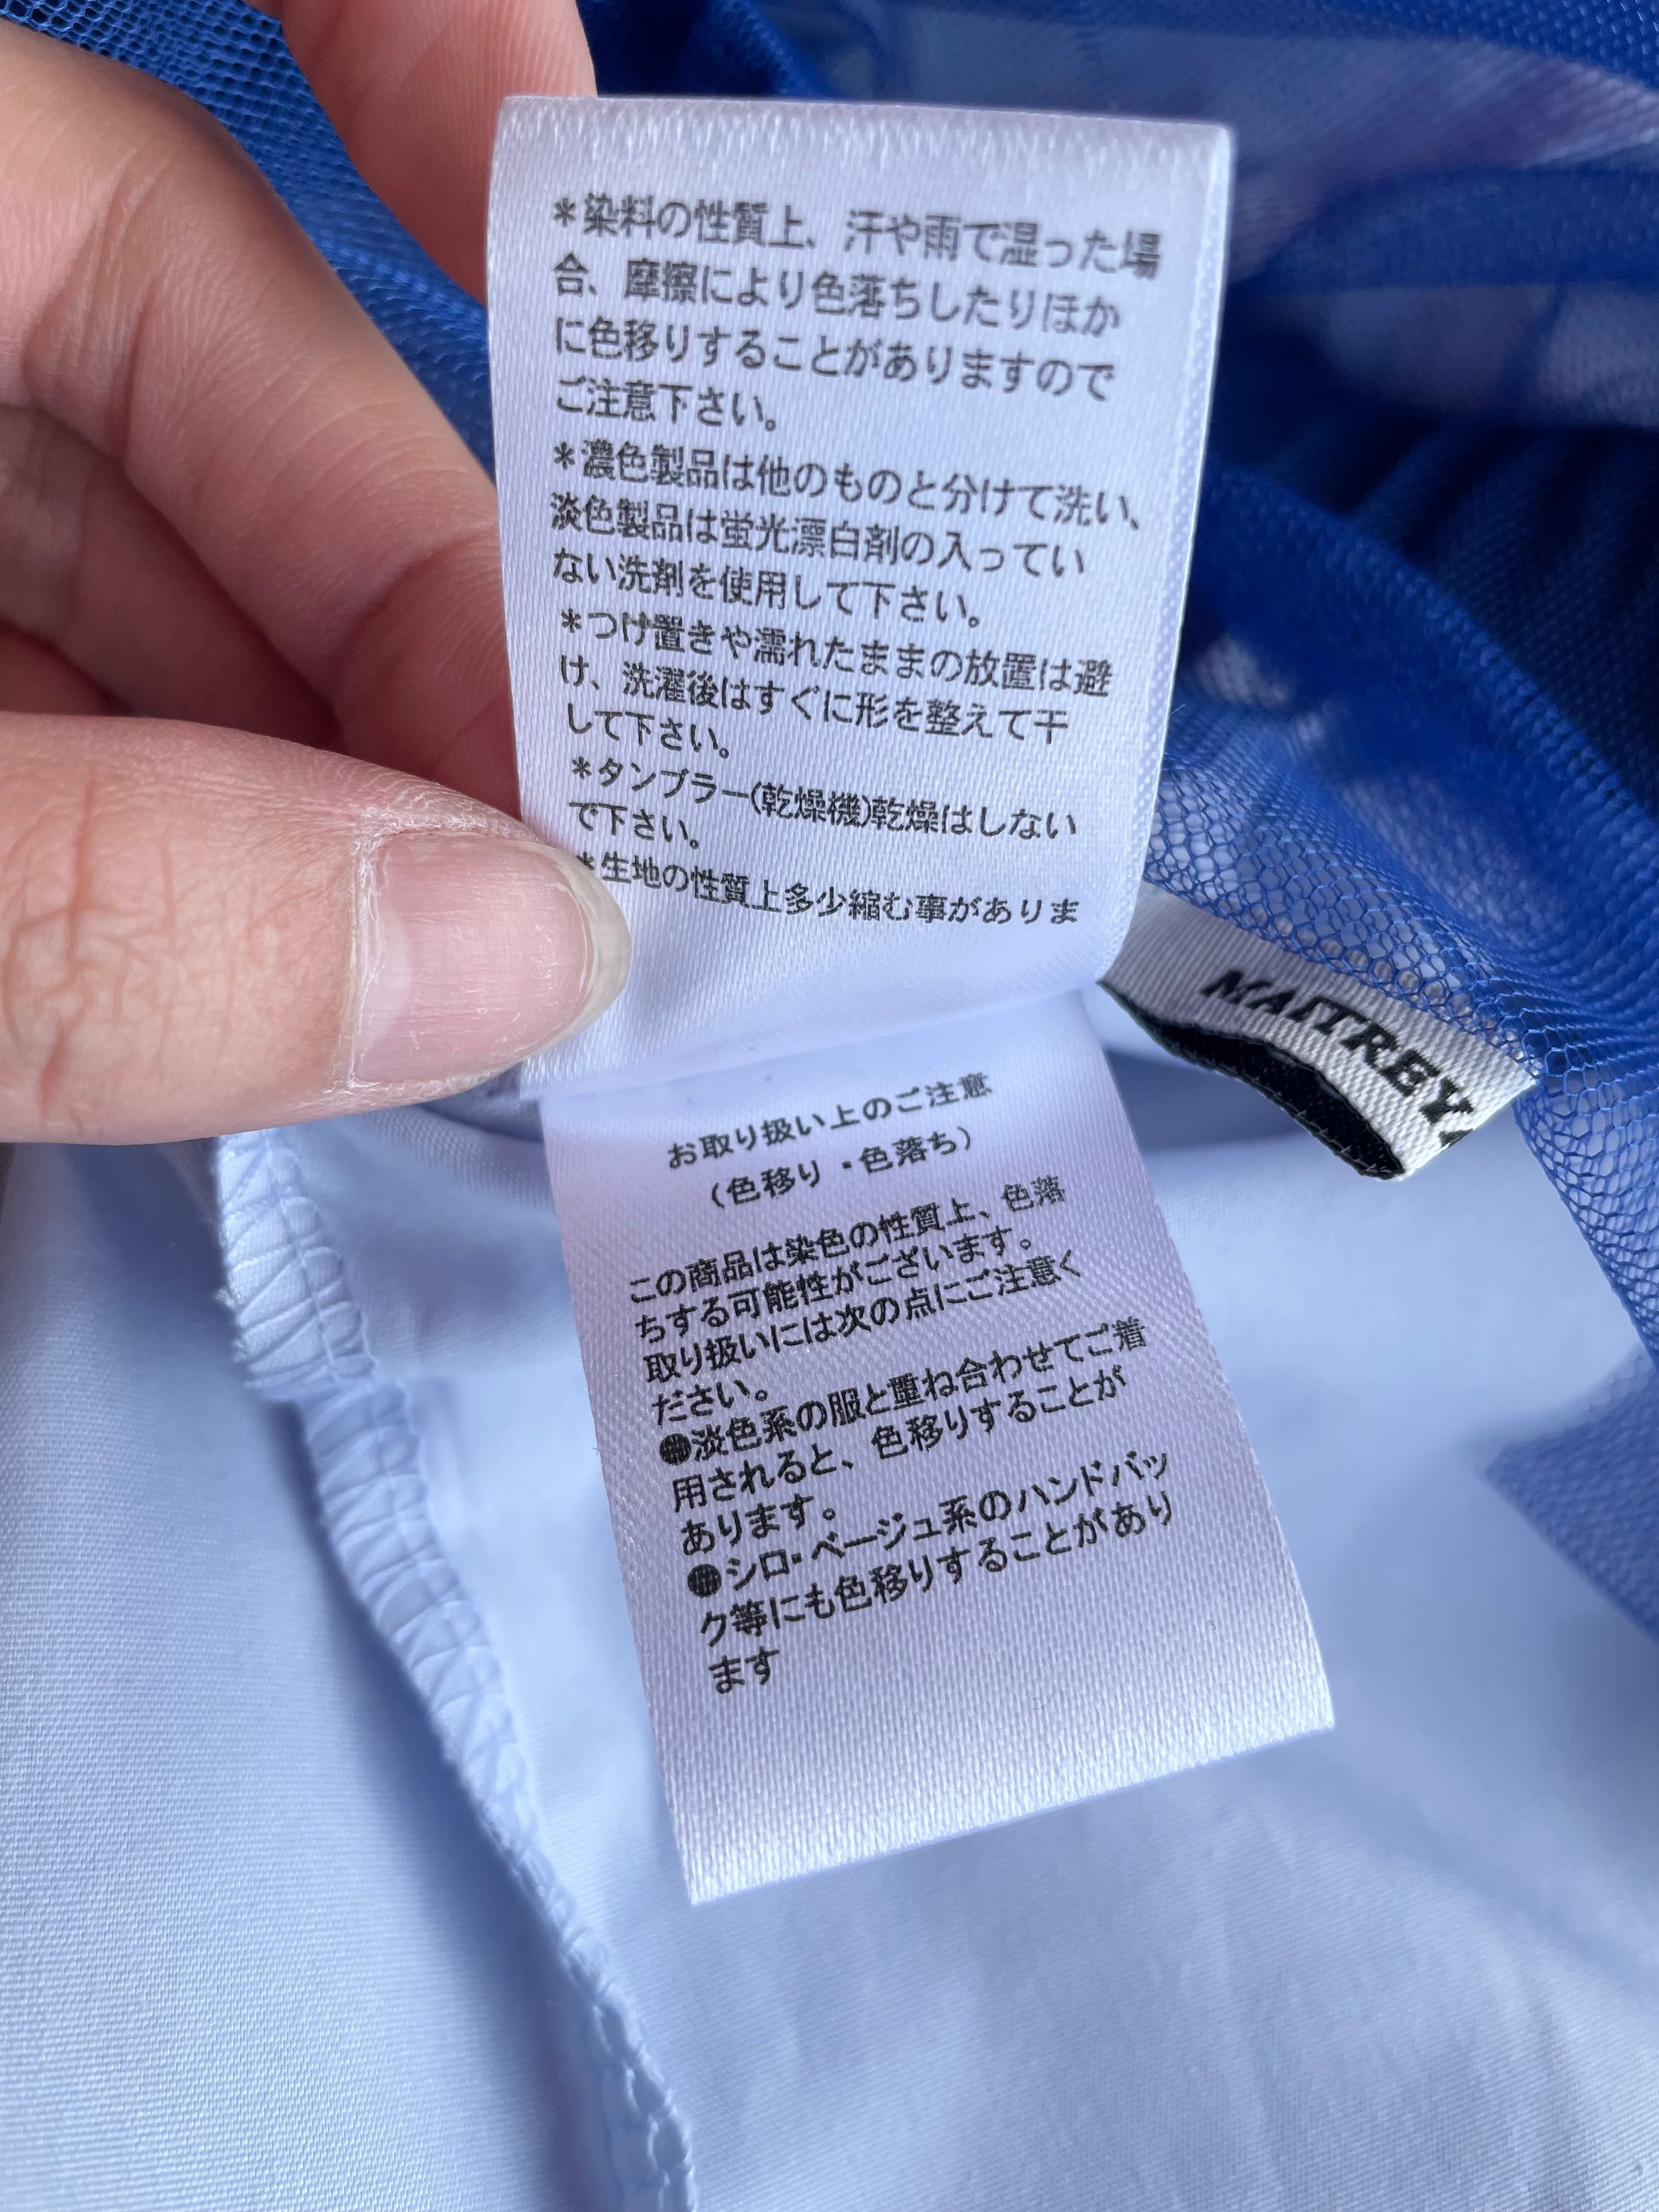 *染料の性質上、汗や雨で湿った場
合、摩擦により色落ちしたりほか
に色移りすることがありますので
ご注意下さい。
*濃色製品は他のものと分けて洗い、
淡色製品は蛍光漂白剤の入ってい
ない洗剤を使用して下さい。
*つけ置きや濡れたままの放置は避
け、洗濯後はすぐに形を整えて干
して下さい。
*タンブラー(乾燥機)乾燥はしない
で下さい。
*生地の性質上多少縮む事がありま
MAITREY
お取り扱い上のご注意
(色移り・色落ち)
この商品は染色の性質上、色落
ちする可能性がございます。
取り扱いには次の点にご注意く
ださい。
●淡色系の服と重ね合わせてご着
用されると、色移りすることが
あります。
●シロ・ベージュ系のハンドバッ
ク等にも色移りすることがあり
ます